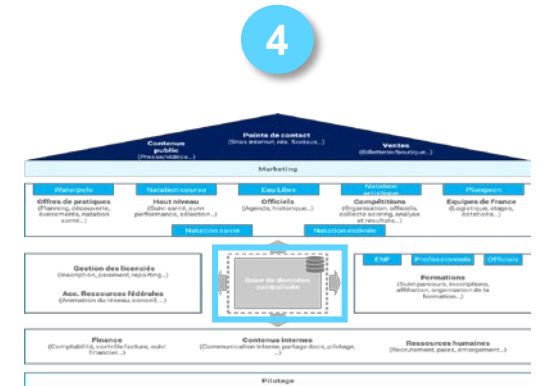 4
Points de contact
(Sites internet, rés. Sociaux...)
Contenus
public
(Presse/vidéos...)
Ventes
(Billetterie/boutique...)
Marketing
Waterpolo
Natation course
Eau Libre
Natation
artistique
Plongeon
Offres de pratiques
(Planning, découverte,
événements, natation
santé...)
Haut niveau
(Suivi santé, suivi
performance, sélection...)
Officiels
(Agenda, historique...)
Compétitions
(Organisation, officiels,
collecte scoring, analyse
et résultats...)
Equipes de France
(Logistique, stages,
dotations...)
Natation santé
Natation estivale
Gestion des licenciés
(Inscription, paiement, reporting...)
Acc. Ressources fédérales
(Animation du réseau, conseil, ...)
Base de données
centralisée
ENF
Professionnels
Officiels
Formations
(Suivi parcours, inscriptions,
affiliation, organisation de la
formation...)
Finance
(Comptabilité, contrôle facture, suivi
financier...)
Contenus internes
(Communication interne, partage docs, pilotage,
...)
Ressources humaines
(Recrutement, paies, émargement...)
Pilotage